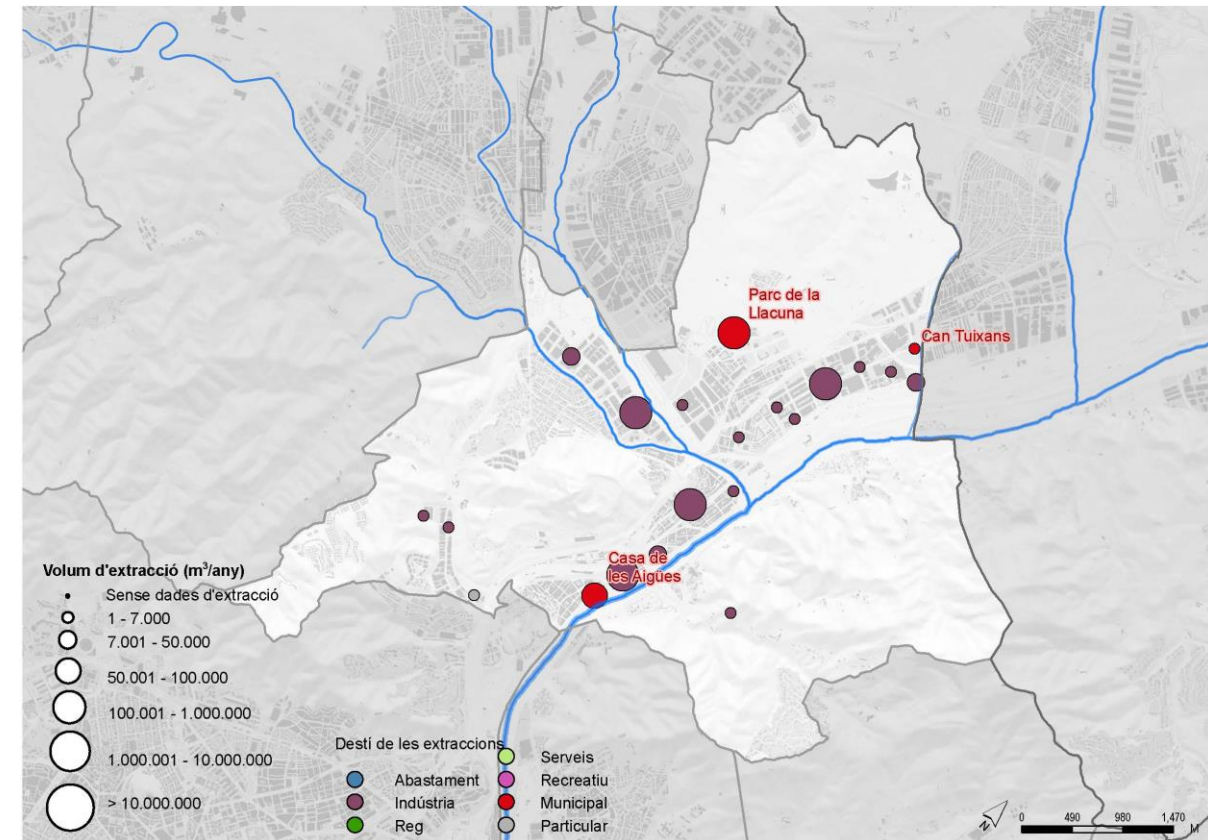 Parc de la
Llacuna
Can Tuixans
Casa de
les Aigües
Volum d'extracció (m³/any)
Sense dades d'extracció
1 - 7.000
7.001 - 50.000
50.001 - 100.000
100.001 - 1.000.000
1.000.001 - 10.000.000
> 10.000.000
Destí de les extraccions
Abastament
Indústria
Reg
Serveis
Recreatiu
Municipal
Particular
N
0 490 980 1,470
M